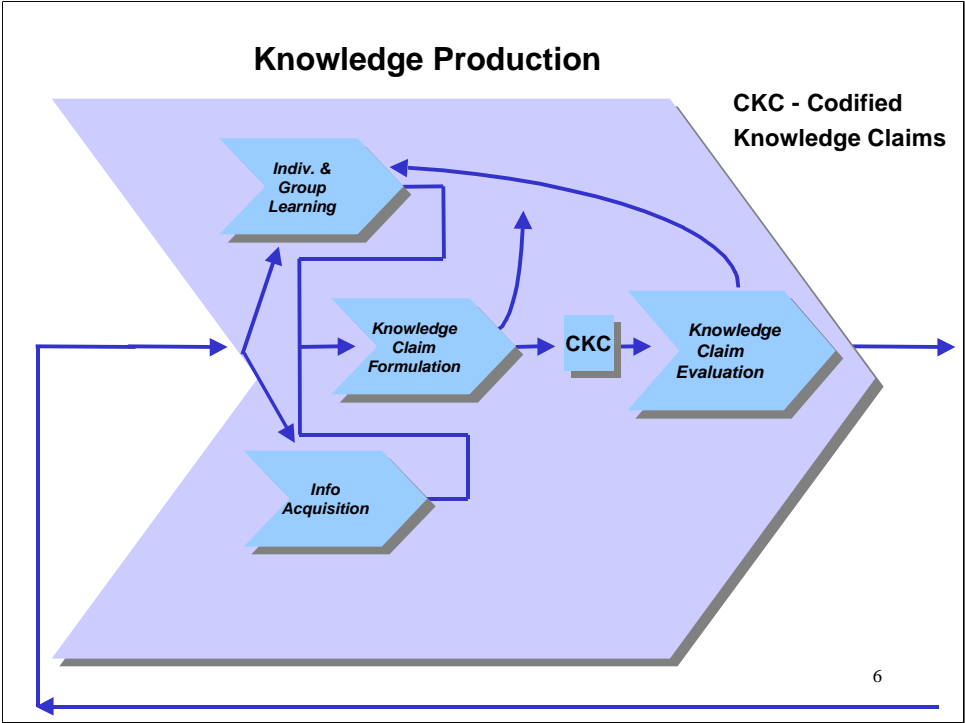 Knowledge Production
CKC - Codified
Knowledge Claims
Indiv. &
Group
Learning
Knowledge
Claim
Formulation
CKC
Knowledge
Claim
Evaluation
Info
Acquisition
6